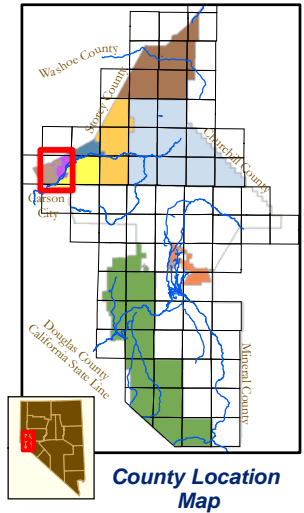 Washoe County
Storey County
Churchill County
Carson
City
Douglas County
California State Line
Mineral County
County Location
Map